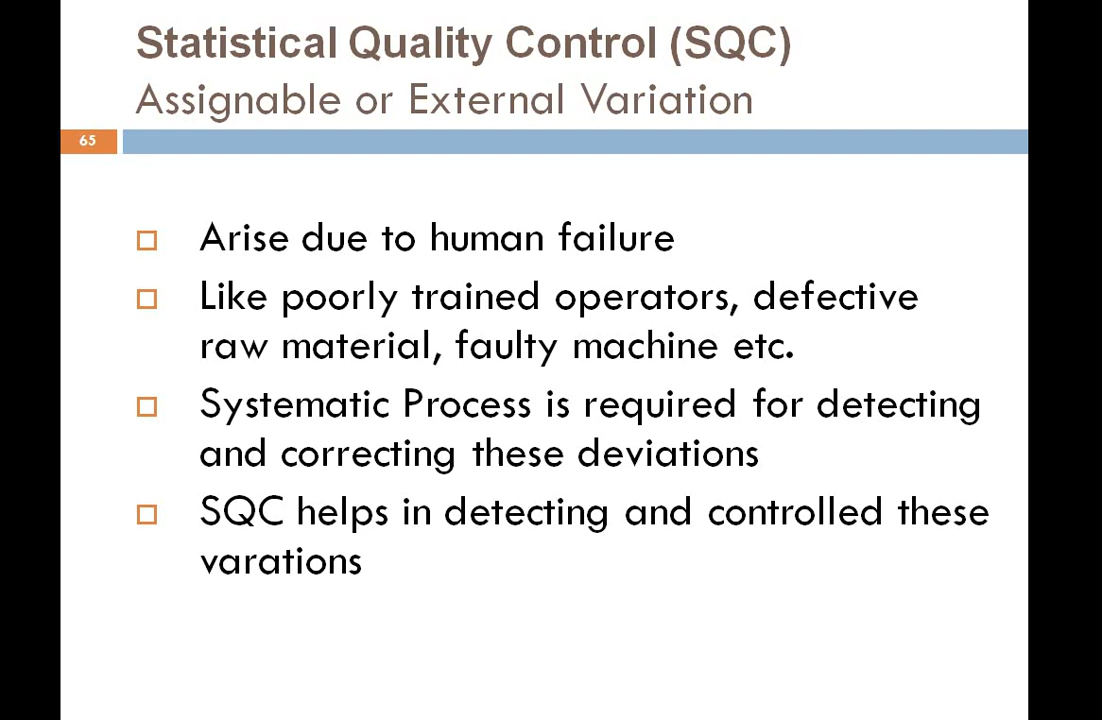 Statistical Quality Control (SQC)
Assignable or External Variation
65
Arise due to human failure
Like poorly trained operators, defective
raw material, faulty machine etc.
Systematic Process is required for detecting
and correcting these deviations
SQC helps in detecting and controlled these
varations